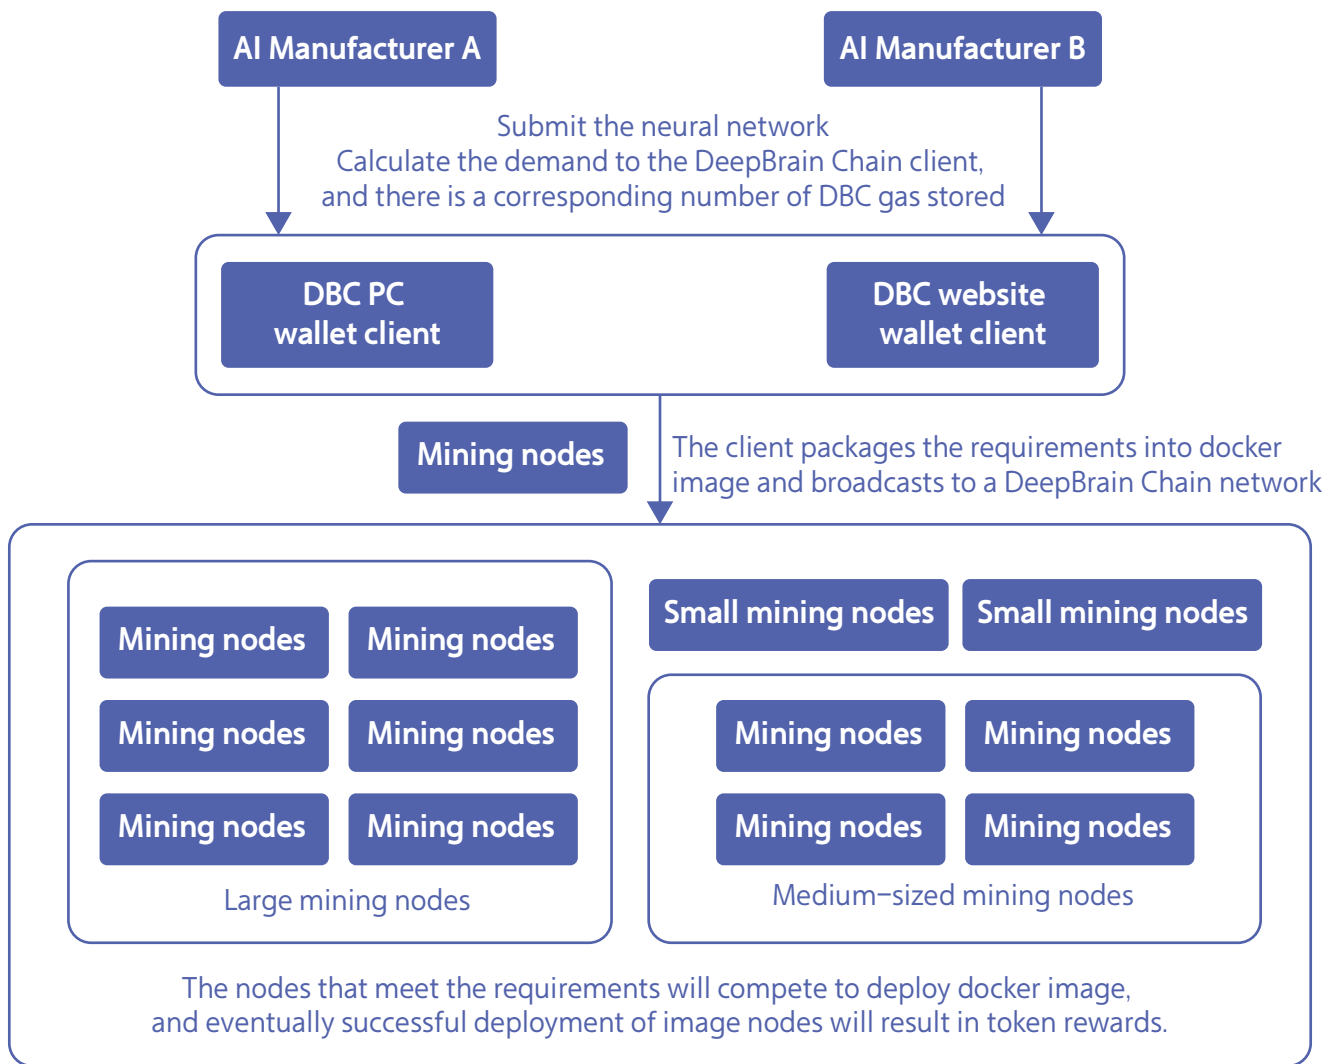 AI Manufacturer A
AI Manufacturer B
Submit the neural network
Calculate the demand to the DeepBrain Chain client,
and there is a corresponding number of DBC gas stored
DBC PC
wallet client
DBC website
wallet client
Mining nodes
The client packages the requirements into docker
image and broadcasts to a DeepBrain Chain network
Mining nodes
Mining nodes
Mining nodes
Mining nodes
Mining nodes
Mining nodes
Large mining nodes
Small mining nodes
Small mining nodes
Mining nodes
Mining nodes
Mining nodes
Mining nodes
Medium-sized mining nodes
The nodes that meet the requirements will compete to deploy docker image,
and eventually successful deployment of image nodes will result in token rewards.